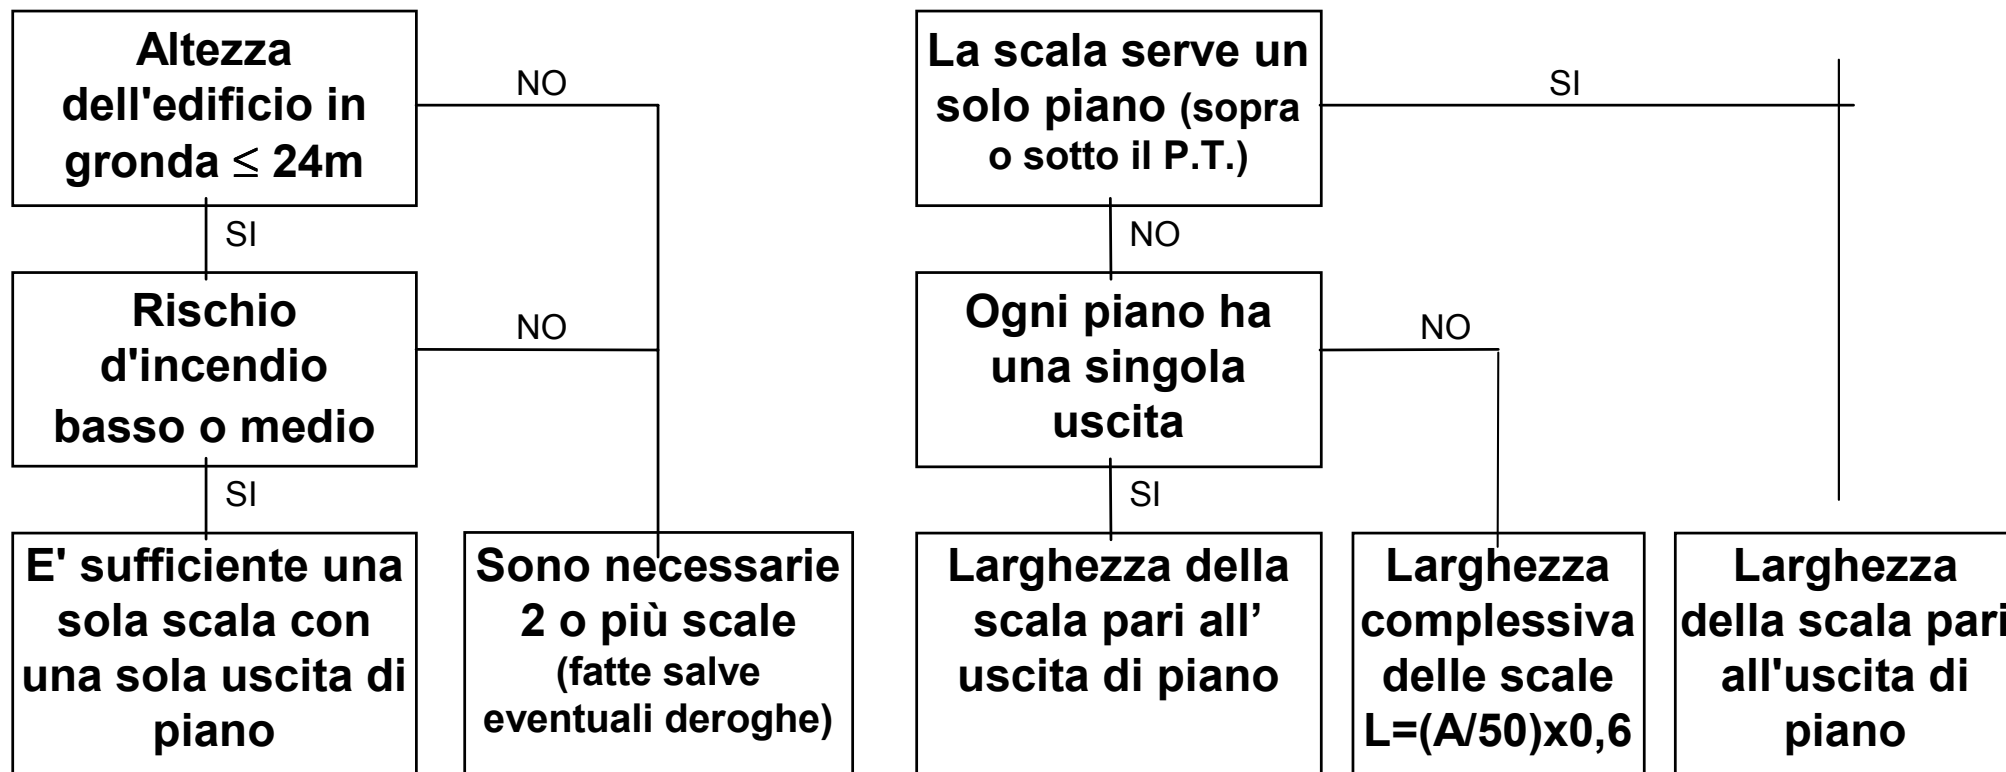 Altezza
dell'edificio in
gronda ≤ 24m
NO
SI
Rischio
d'incendio
basso o medio
NO
SI
E' sufficiente una
sola scala con
una sola uscita di
piano
Sono necessarie
2 o più scale
(fatte salve
eventuali deroghe)
La scala serve un
solo piano (sopra
o sotto il P.T.)
SI
NO
Ogni piano ha
una singola
uscita
NO
SI
Larghezza della
scala pari all’
uscita di piano
Larghezza
complessiva
delle scale
L=(A/50)x0,6
Larghezza
della scala pari
all'uscita di
piano